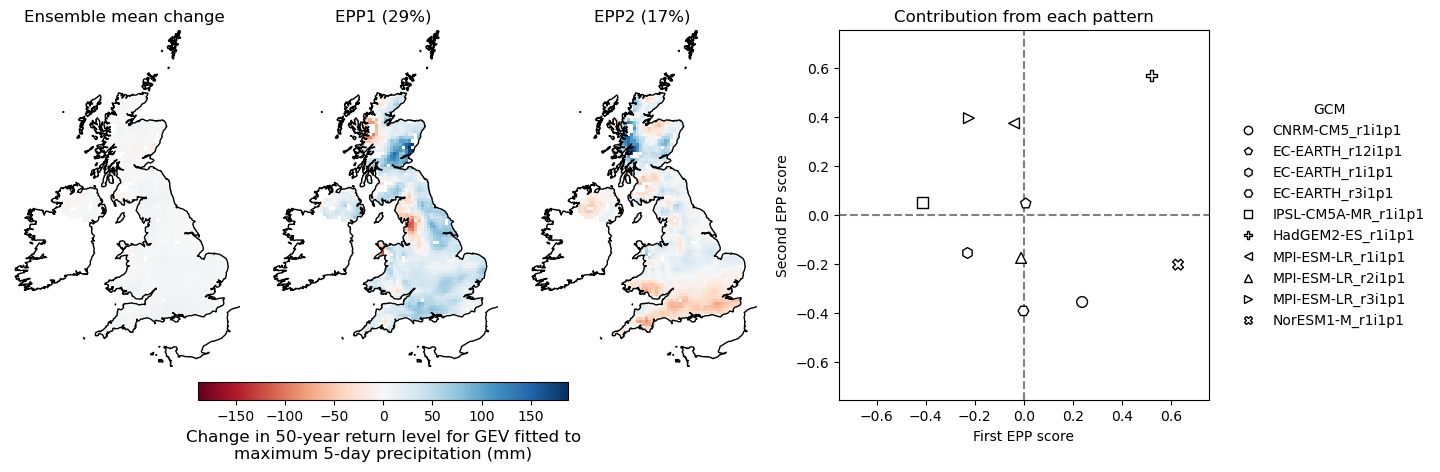 Ensemble mean change
EPP1 (29%)
EPP2 (17%)
−150 −100 −50 0 50 100 150
Change in 50-year return level for GEV fitted to
maximum 5-day precipitation (mm)
Contribution from each pattern
Second EPP score
0.6
0.4
0.2
0.0
−0.2
−0.4
−0.6
−0.6 −0.4 −0.2 0.0 0.2 0.4 0.6
First EPP score
GCM
CNRM-CM5_r1i1p1
EC-EARTH_r12i1p1
EC-EARTH_r1i1p1
EC-EARTH_r3i1p1
IPSL-CM5A-MR_r1i1p1
HadGEM2-ES_r1i1p1
MPI-ESM-LR_r1i1p1
MPI-ESM-LR_r2i1p1
MPI-ESM-LR_r3i1p1
NorESM1-M_r1i1p1